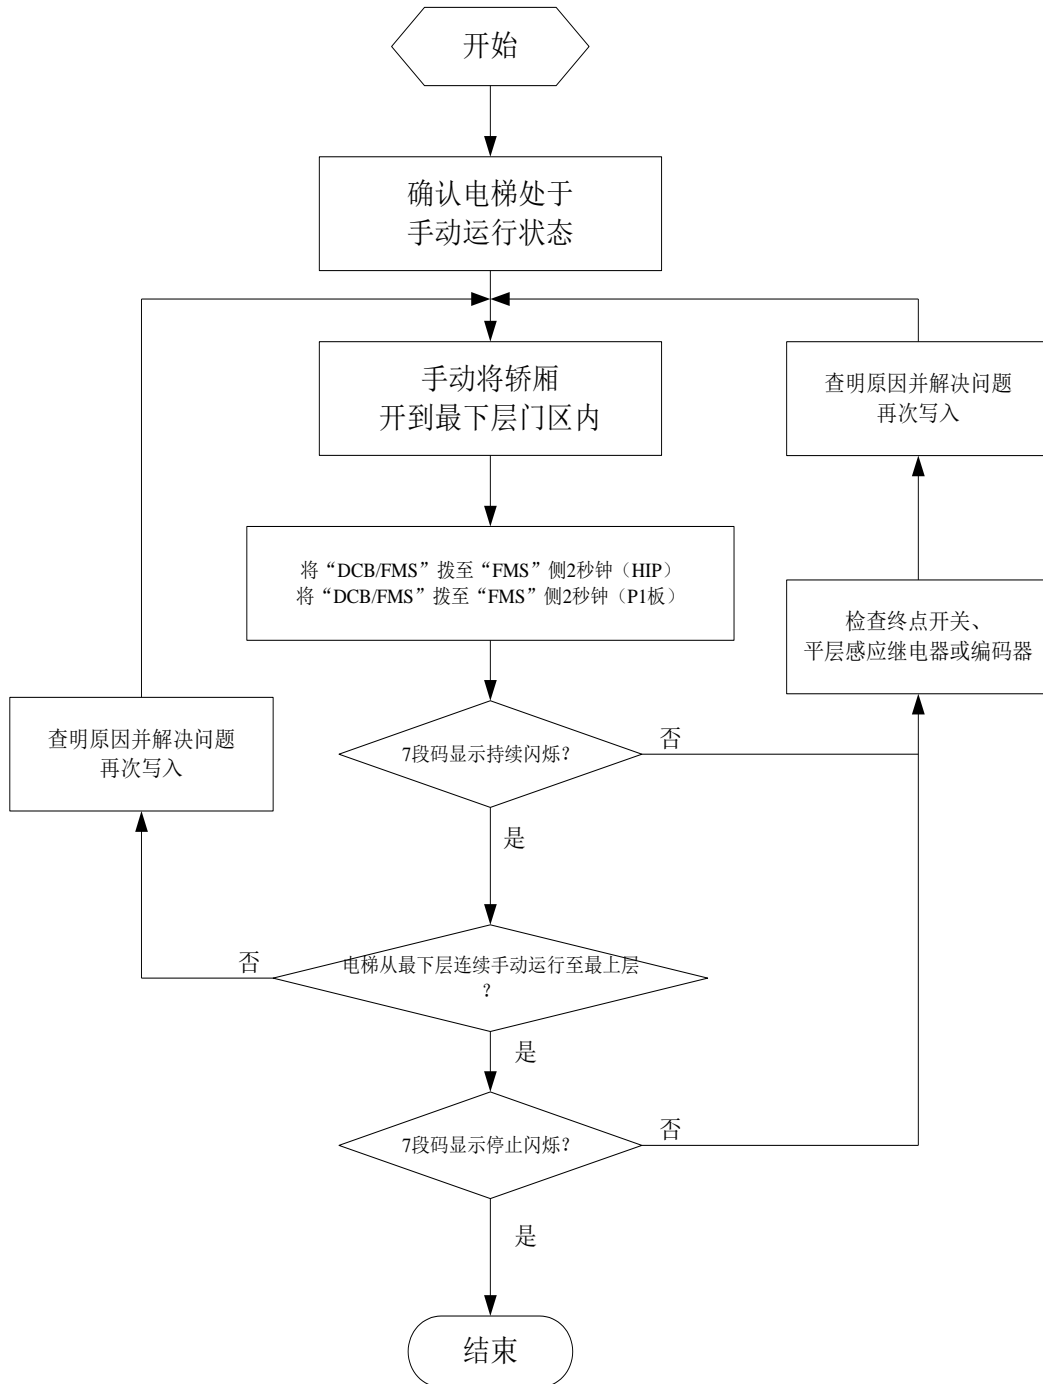 开始
确认电梯处于
手动运行状态
手动将轿厢
开到最下层门区内
查明原因并解决问题
再次写入
将“DCB/FMS”拨至“FMS”侧2秒钟（HIP）
将“DCB/FMS”拨至“FMS”侧2秒钟（P1板）
检查终点开关、
平层感应继电器或编码器
查明原因并解决问题
再次写入
7段码显示持续闪烁？
否
是
否
电梯从最下层连续手动运行至最上层
？
是
7段码显示停止闪烁？
否
是
结束